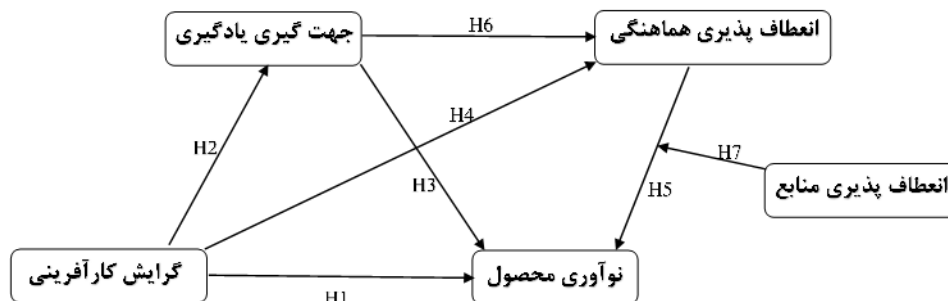 جهت گیری یادگیری
H6
انعطاف پذیری هماهنگی
H4
H2
H3
H7
H5
انعطاف پذیری منابع
گرایش کارآفرینی
نوآوری محصول
H1